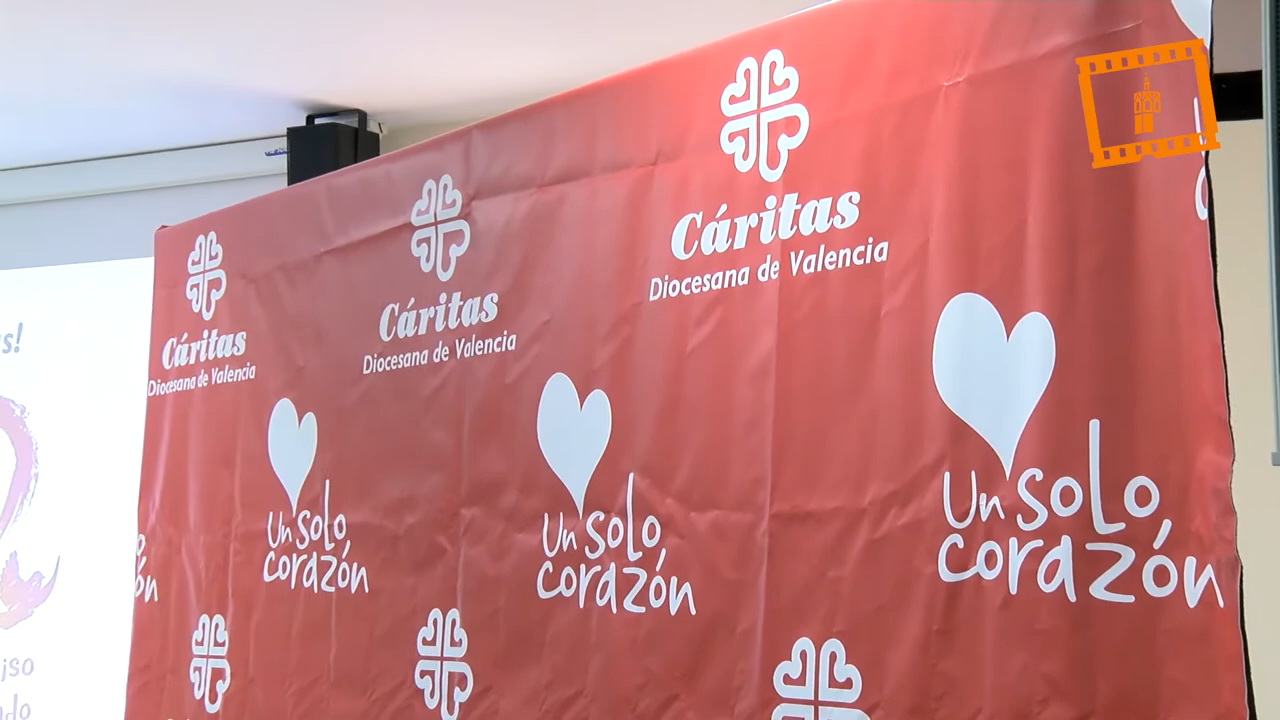 s!
Cáritas
Diocesana de Valencia
Cáritas
Diocesana de Valencia
Cáritas
Diocesana de Valencia
Un solo
corazón
Un solo
corazón
Un solo
corazón
ón